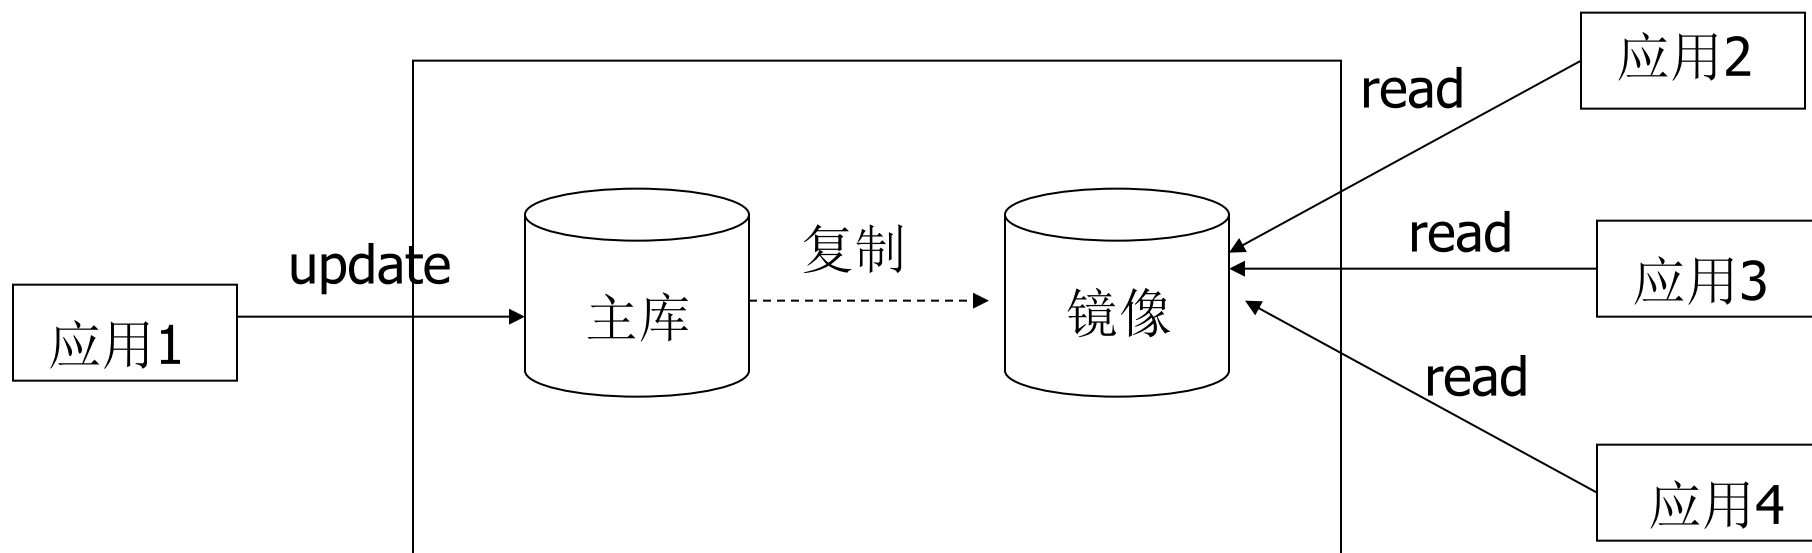 应用2
read
read
复制
update
应用3
镜像
主库
应用1
read
应用4